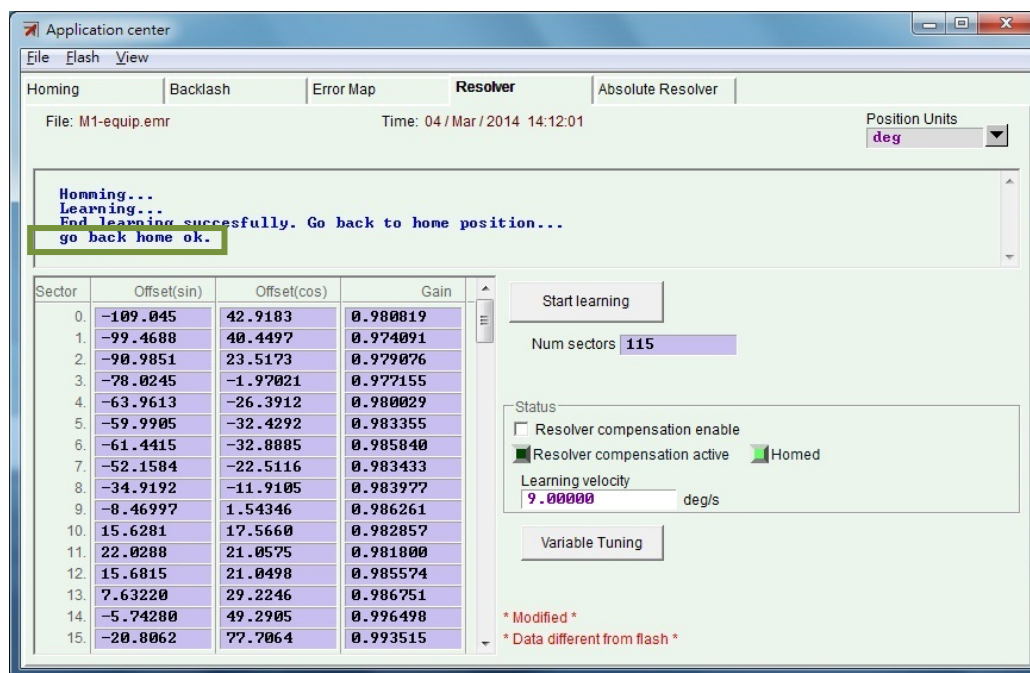 Application center
File Flash View
Homing Backlash Error Map Resolver Absolute Resolver
File: M1-equip.emr Time: 04 / Mar / 2014 14:12:01
Position Units
deg
Homming...
Learning...
End learning succesfully. Go back to home position...
go back home ok.
Sector Offset(sin) Offset(cos) Gain
0. -109.045 42.9183 0.980819
1. -99.4688 40.4497 0.974091
2. -90.9851 23.5173 0.979076
3. -78.0245 -1.97021 0.977155
4. -63.9613 -26.3912 0.980029
5. -59.9905 -32.4292 0.983355
6. -61.4415 -32.8885 0.985840
7. -52.1584 -22.5116 0.983433
8. -34.9192 -11.9105 0.983977
9. -8.46997 1.54346 0.986261
10. 15.6281 17.5660 0.982857
11. 22.0288 21.0575 0.981800
12. 15.6815 21.0498 0.985574
13. 7.63220 29.2246 0.986751
14. -5.74280 49.2905 0.996498
15. -20.8062 77.7064 0.993515
Start learning
Num sectors 115
Status
Resolver compensation enable
Resolver compensation active Homed
Learning velocity
9.00000 deg/s
Variable Tuning
* Modified *
* Data different from flash *